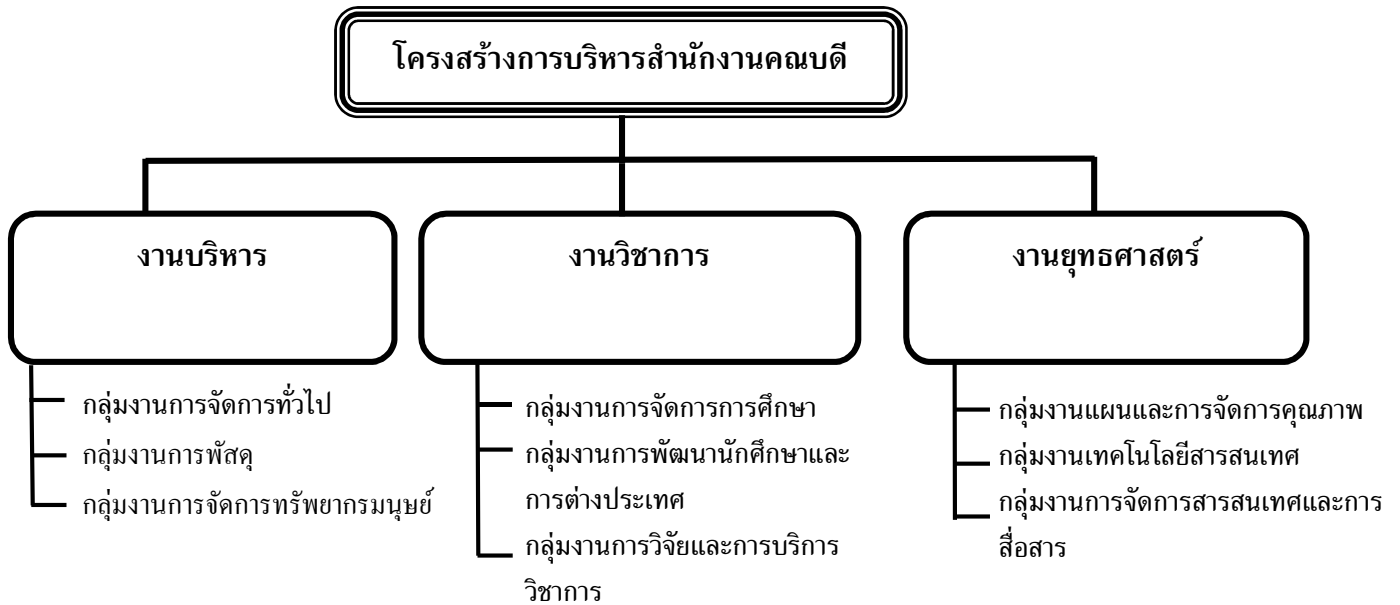 โครงสร้างการบริหารสำนักงานคณบดี
งานบริหาร
กลุ่มงานการจัดการทั่วไป
กลุ่มงานการพัสดุ
กลุ่มงานการจัดการทรัพยากรมนุษย์
งานวิชาการ
กลุ่มงานการจัดการการศึกษา
กลุ่มงานการพัฒนานักศึกษาและ
การต่างประเทศ
กลุ่มงานการวิจัยและการบริการ
วิชาการ
งานยุทธศาสตร์
กลุ่มงานแผนและการจัดการคุณภาพ
กลุ่มงานเทคโนโลยีสารสนเทศ
กลุ่มงานการจัดการสารสนเทศและการ
สื่อสาร